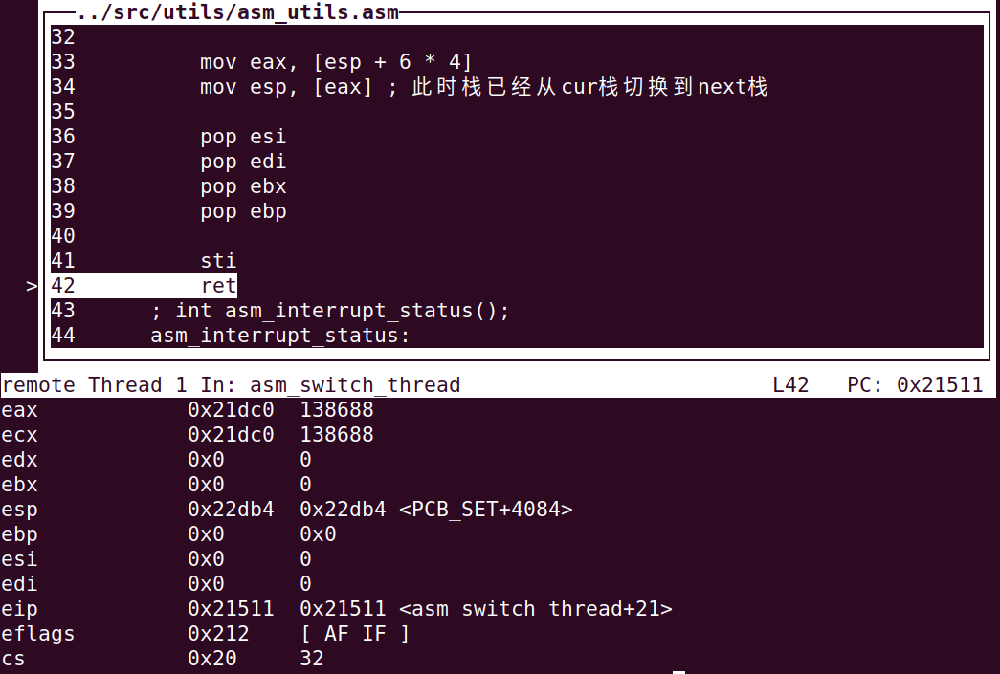 ../src/utils/asm_utils.asm
32
33 mov eax, [esp + 6 * 4]
34 mov esp, [eax] ; 此时栈已经从cur栈切换到next栈
35
36 pop esi
37 pop edi
38 pop ebx
39 pop ebp
40
41 sti
> 42 ret
43 ; int asm_interrupt_status();
44 asm_interrupt_status:
remote Thread 1 In: asm_switch_thread L42 PC: 0x21511
eax 0x21dc0 138688
ecx 0x21dc0 138688
edx 0x0 0
ebx 0x0 0
esp 0x22db4 0x22db4 <PCB_SET+4084>
ebp 0x0 0x0
esi 0x0 0
edi 0x0 0
eip 0x21511 0x21511 <asm_switch_thread+21>
eflags 0x212 [ AF IF ]
cs 0x20 32